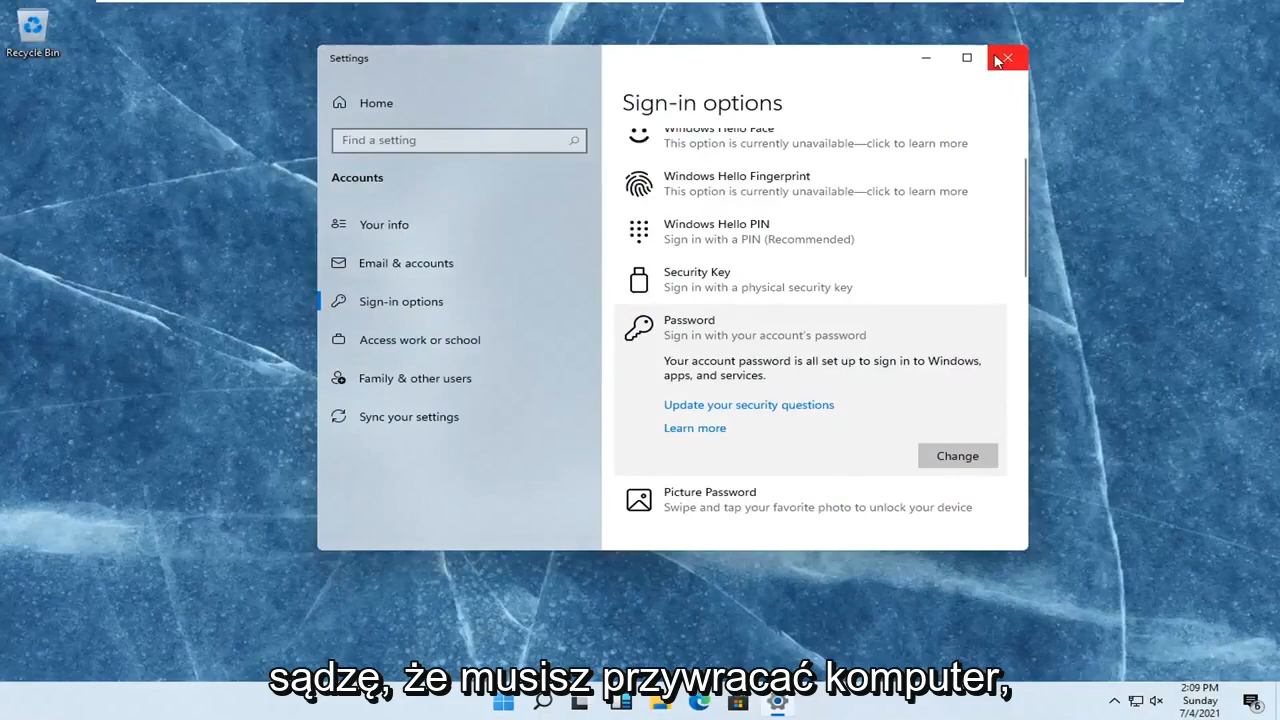 Recycle Bin
Settings
Home
Find a setting
Accounts
Your info
Email & accounts
Sign-in options
Access work or school
Family & other users
Sync your settings
Sign-in options
Windows Hello Face
This option is currently unavailable—click to learn more
Windows Hello Fingerprint
This option is currently unavailable—click to learn more
Windows Hello PIN
Sign in with a PIN (Recommended)
Security Key
Sign in with a physical security key
Password
Sign in with your account's password
Your account password is all set up to sign in to Windows,
apps, and services.
Update your security questions
Learn more
Change
Picture Password
Swipe and tap your favorite photo to unlock your device
sądzę, że musisz przywracać komputer,
2:09 PM
Sunday
7/4/2021
6